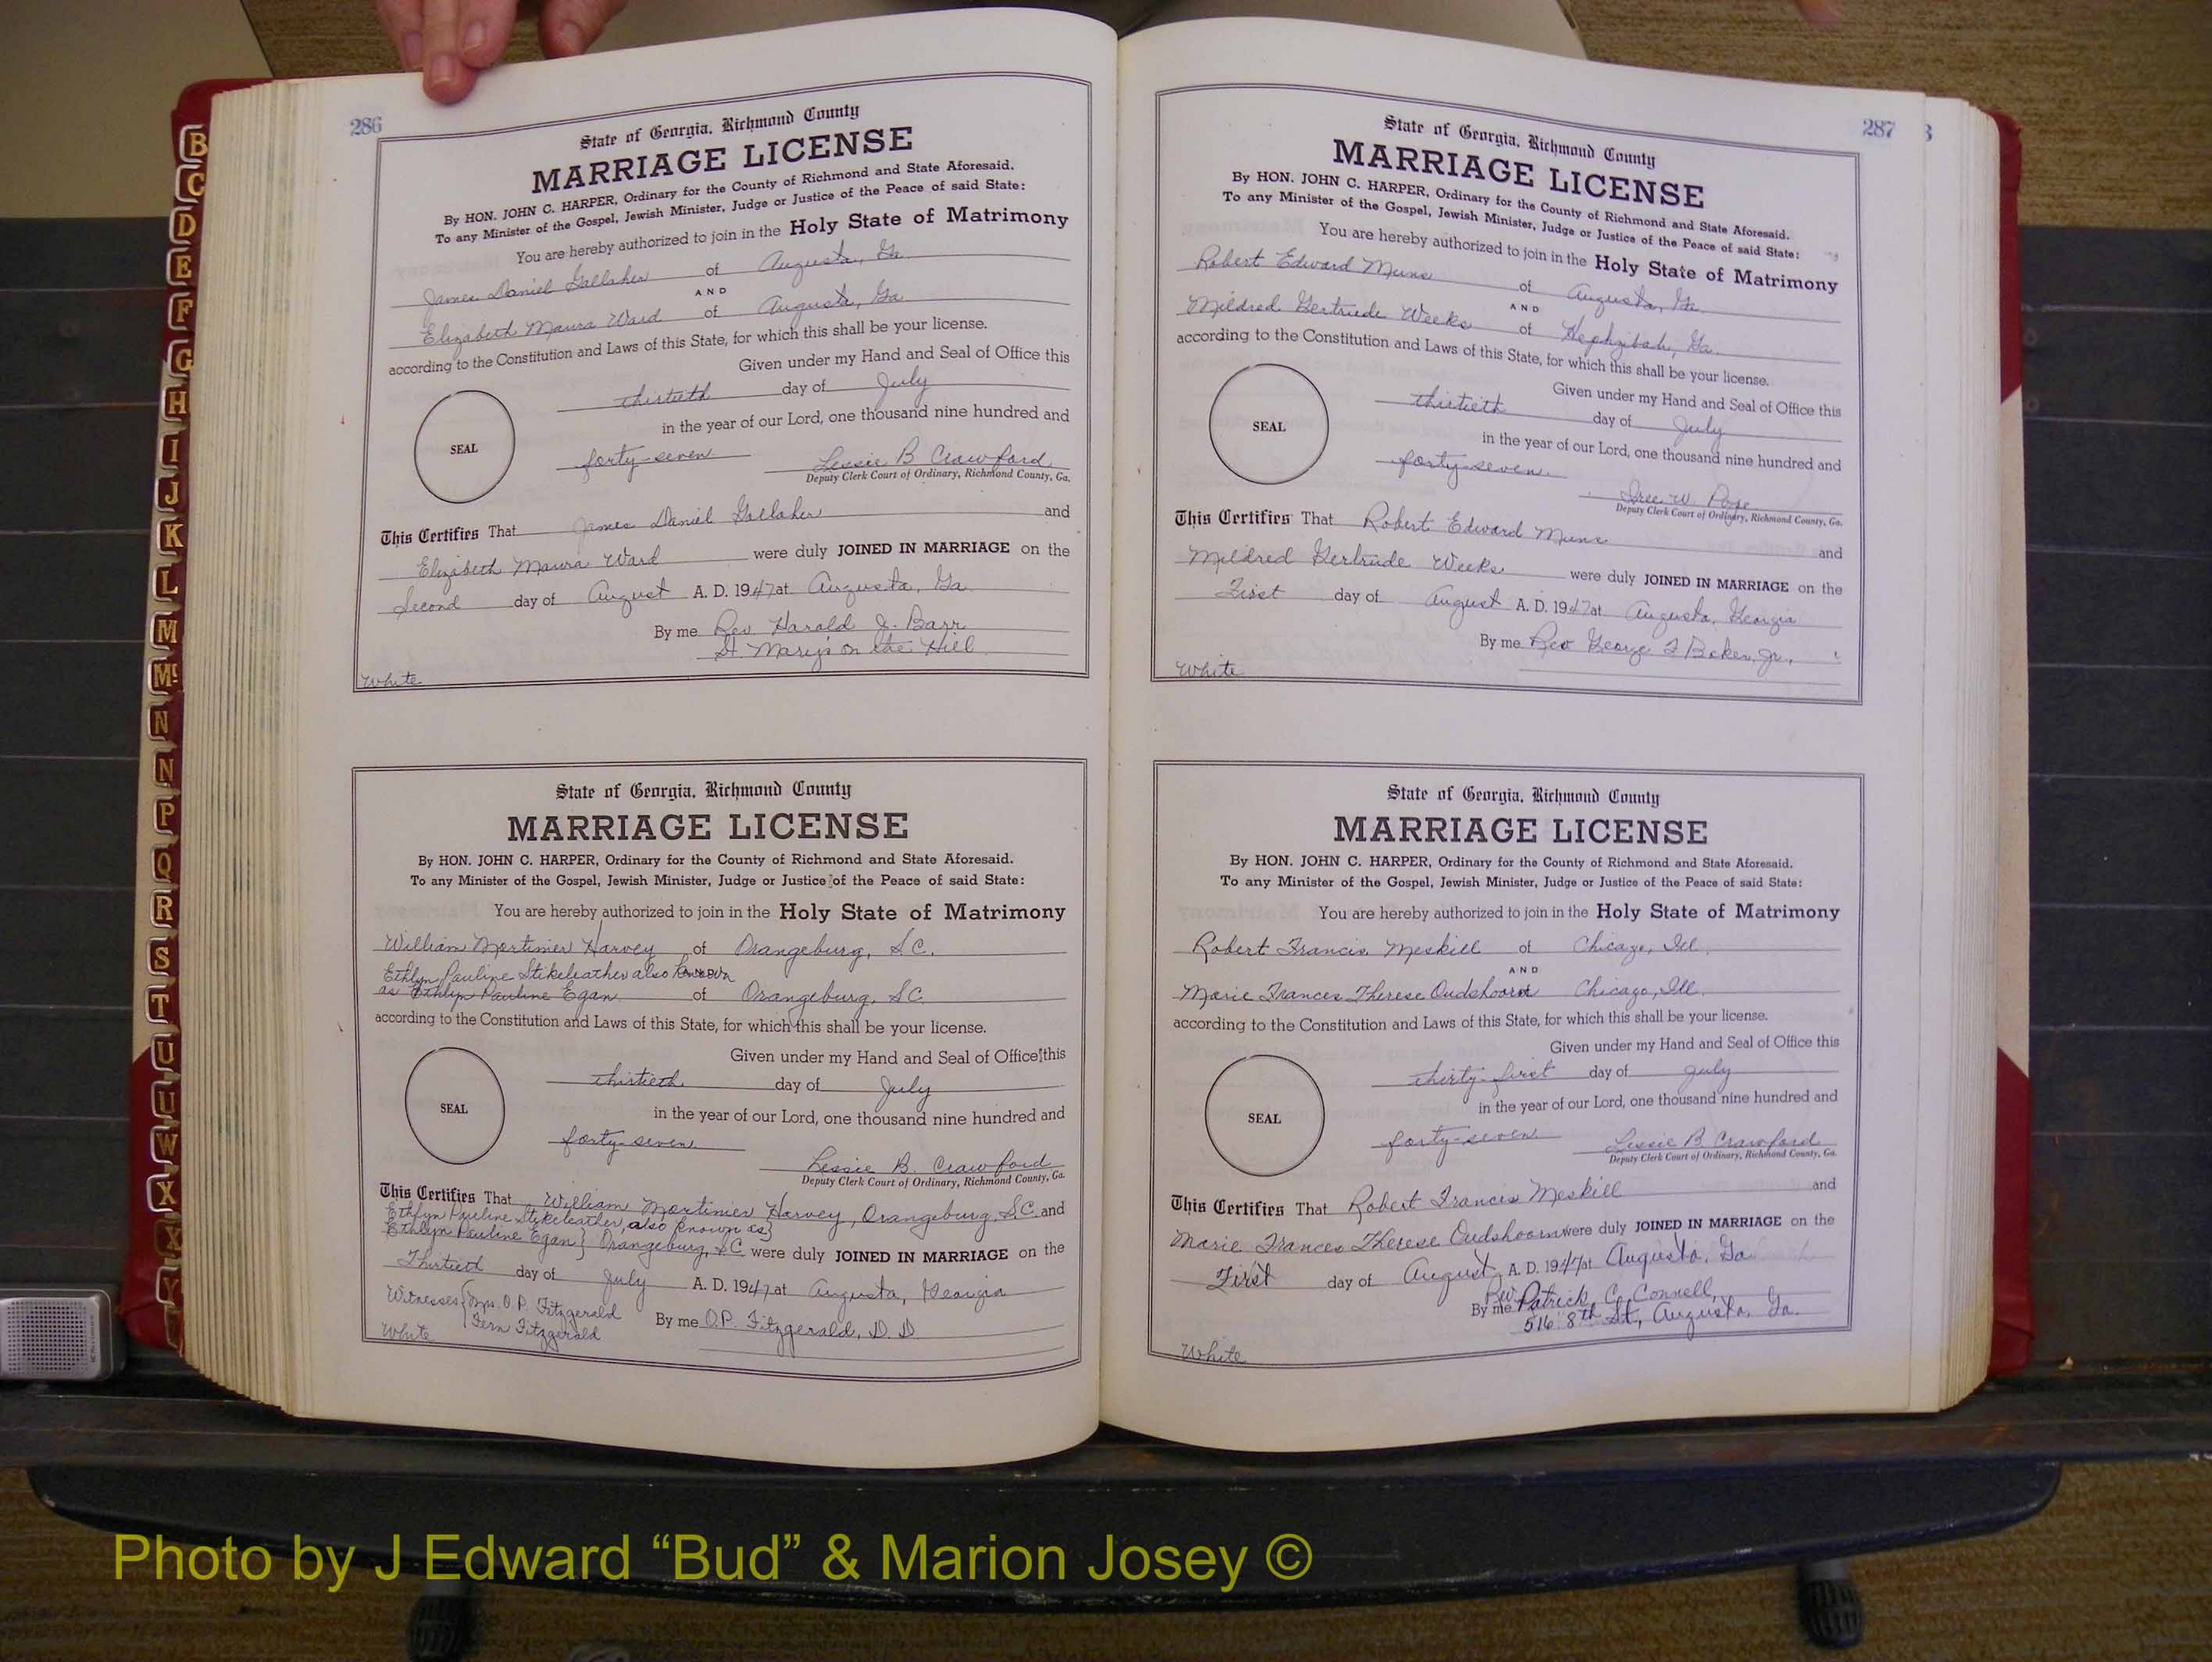 286
State of Georgia, Richmond County
MARRIAGE LICENSE
By HON. JOHN C. HARPER, Ordinary for the County of Richmond and State Aforesaid.
To any Minister of the Gospel, Jewish Minister, Judge or Justice of the Peace of said State:
You are hereby authorized to join in the Holy State of Matrimony
James Daniel Gallaher of Augusta, Ga.
AND
Elizabeth Maura Ward of Augusta, Ga.
according to the Constitution and Laws of this State, for which this shall be your license.
Given under my Hand and Seal of Office this
thirtieth day of July
in the year of our Lord, one thousand nine hundred and
SEAL
forty-seven Lessie B Crawford
Deputy Clerk Court of Ordinary, Richmond County, Ga.
This Certifies That James Daniel Gallaher and
Elizabeth Maura Ward were duly JOINED IN MARRIAGE on the
Second day of August A. D. 1947 at Augusta, Ga
By me Rev. Harold J. Barr
St. Mary's on the Hill
White
State of Georgia, Richmond County
MARRIAGE LICENSE
By HON. JOHN C. HARPER, Ordinary for the County of Richmond and State Aforesaid.
To any Minister of the Gospel, Jewish Minister, Judge or Justice of the Peace of said State:
You are hereby authorized to join in the Holy State of Matrimony
William Mortimer Harvey of Orangeburg, S.C.
Ethlyn Pauline Stikeleather also known
as Ethlyn Pauline Egan of Orangeburg, S.C.
according to the Constitution and Laws of this State, for which this shall be your license.
Given under my Hand and Seal of Office this
thirtieth day of July
SEAL
in the year of our Lord, one thousand nine hundred and
forty-seven
Lessie B. Crawford
Deputy Clerk Court of Ordinary, Richmond County, Ga.
This Certifies That William Mortimer Harvey, Orangeburg, S.C. and
Ethlyn Pauline Stikeleather, also known as}
Ethlyn Pauline Egan} Orangeburg, S.C were duly JOINED IN MARRIAGE on the
Thirtieth day of July A. D. 1947 at Augusta, Georgia
Witnesses {Mrs. O.P. Fitzgerald
Fern Fitzgerald
By me O.P. Fitzgerald, D. D
White
287
State of Georgia, Richmond County
MARRIAGE LICENSE
By HON. JOHN C. HARPER, Ordinary for the County of Richmond and State Aforesaid.
To any Minister of the Gospel, Jewish Minister, Judge or Justice of the Peace of said State:
You are hereby authorized to join in the Holy State of Matrimony
Robert Edward Muns of Augusta, Ga.
AND
Mildred Gertrude Weeks of Hephzibah, Ga.
according to the Constitution and Laws of this State, for which this shall be your license.
Given under my Hand and Seal of Office this
thirtieth day of July
SEAL
in the year of our Lord, one thousand nine hundred and
forty-seven.
W. Pope
Deputy Clerk Court of Ordinary, Richmond County, Ga.
This Certifies That Robert Edward Muns and
Mildred Gertrude Weeks were duly JOINED IN MARRIAGE on the
First day of August A. D. 1947 at Augusta, Georgia
By me Rev George F Baker, Jr.,
White
State of Georgia, Richmond County
MARRIAGE LICENSE
By HON. JOHN C. HARPER, Ordinary for the County of Richmond and State Aforesaid.
To any Minister of the Gospel, Jewish Minister, Judge or Justice of the Peace of said State:
You are hereby authorized to join in the Holy State of Matrimony
Robert Francis Meskill of Chicago, Ill.
AND
Marie Frances Therese Oudshoorn of Chicago, Ill.
according to the Constitution and Laws of this State, for which this shall be your license.
Given under my Hand and Seal of Office this
thirty-first day of July
in the year of our Lord, one thousand nine hundred and
SEAL
forty-seven Lessie B Crawford
Deputy Clerk Court of Ordinary, Richmond County, Ga.
This Certifies That Robert Francis Meskill and
Marie Frances Therese Oudshoorn were duly JOINED IN MARRIAGE on the
First day of August A. D. 1947 at Augusta, Ga
Rev.
By me Patrick C. Connell,
516 8th St., Augusta, Ga.
White
B
C
D
E
F
G
H
I
J
K
L
M
Mc
N
N
P
Q
R
S
T
U
U
W
X
X
Y
Photo by J Edward “Bud” & Marion Josey ©